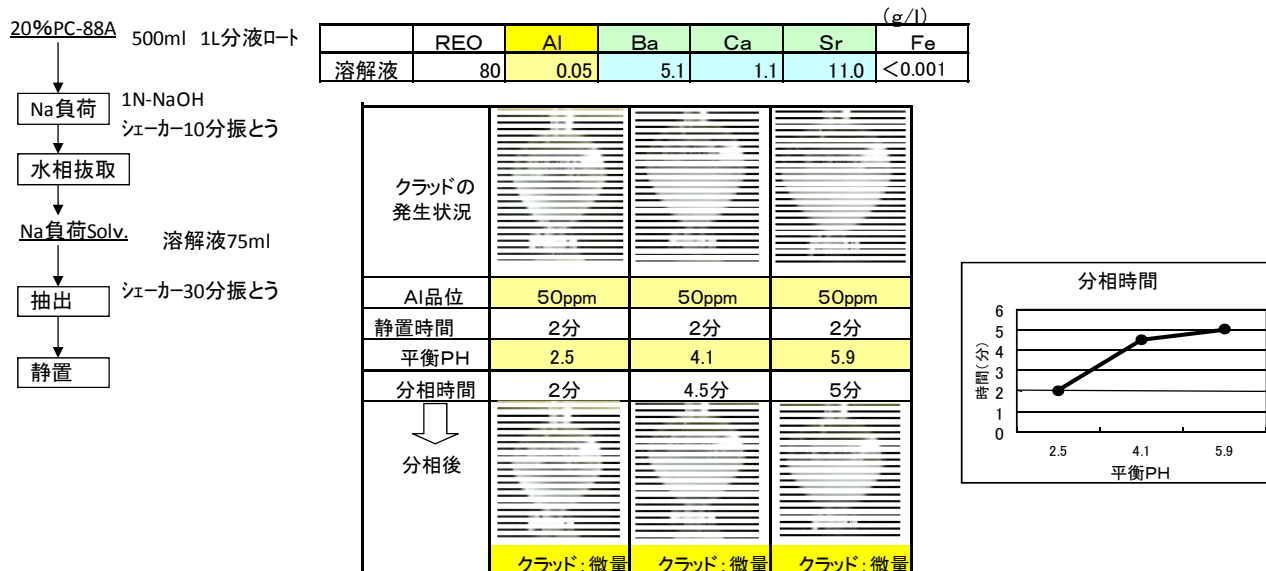 20%PC-88A
500ml 1L分液ロート
Na負荷
1N-NaOH
シェーカー10分振とう
水相抜取
Na負荷Solv.
溶解液75ml
抽出
シェーカー30分振とう
静置
(g/l)
REO Al Ba Ca Sr Fe
溶解液 80 0.05 5.1 1.1 11.0 <0.001
クラッドの
発生状況
Al品位 50ppm 50ppm 50ppm
静置時間 2分 2分 2分
平衡PH 2.5 4.1 5.9
分相時間 2分 4.5分 5分
分相後
クラッド:微量 クラッド:微量 クラッド:微量
分相時間
時間(分)
6
5
4
3
2
1
0
2.5 4.1 5.9
平衡PH